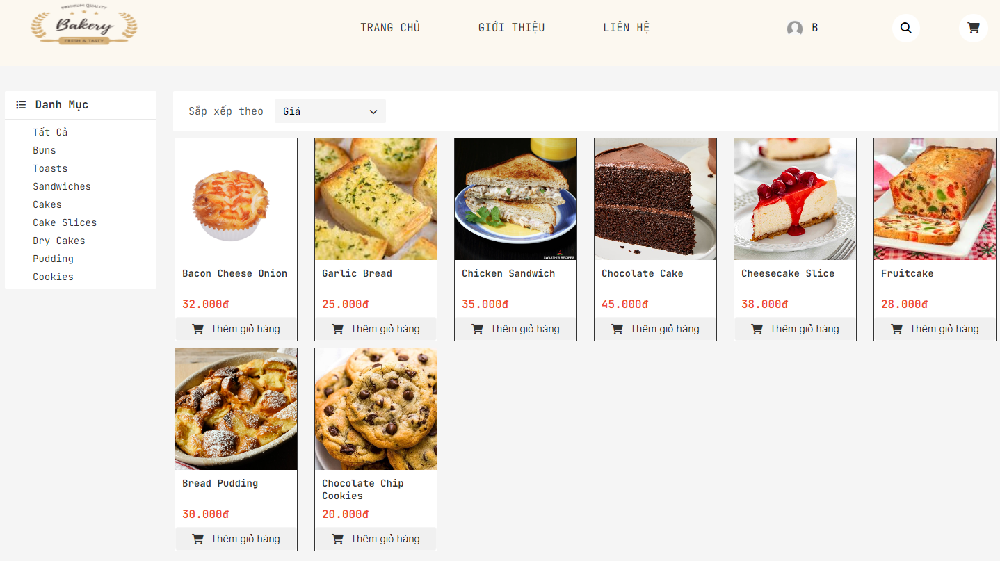 PREMIUM QUALITY
Bakery
FRESH & TASTY
TRANG CHỦ
GIỚI THIỆU
LIÊN HỆ
B
Danh Mục
Tất Cả
Buns
Toasts
Sandwiches
Cakes
Cake Slices
Dry Cakes
Pudding
Cookies
Sắp xếp theo
Giá
SWASTHI'S RECIPES
Bacon Cheese Onion
32.000đ
Thêm giỏ hàng
Garlic Bread
25.000đ
Thêm giỏ hàng
Chicken Sandwich
35.000đ
Thêm giỏ hàng
Chocolate Cake
45.000đ
Thêm giỏ hàng
Cheesecake Slice
38.000đ
Thêm giỏ hàng
Fruitcake
28.000đ
Thêm giỏ hàng
Bread Pudding
30.000đ
Thêm giỏ hàng
Chocolate Chip
Cookies
20.000đ
Thêm giỏ hàng